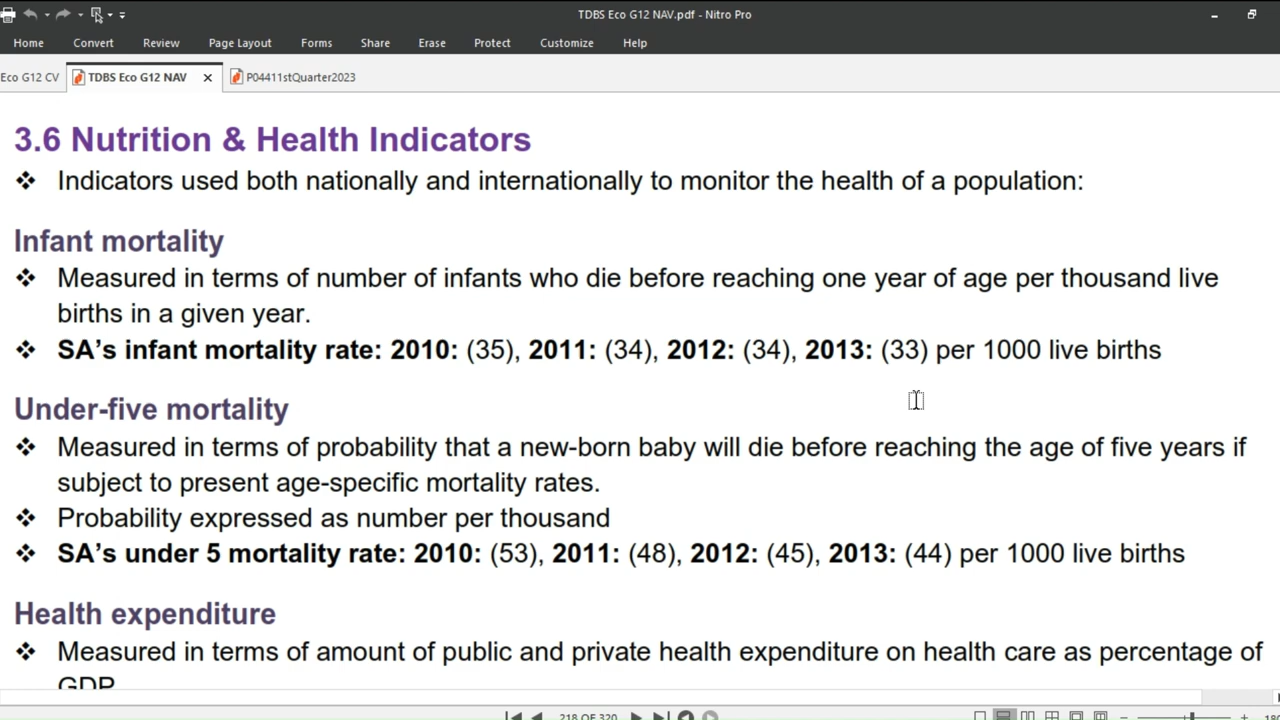 TDBS Eco G12 NAV.pdf - Nitro Pro
Home Convert Review Page Layout Forms Share Erase Protect Customize Help
Eco G12 CV TDBS Eco G12 NAV × P04411stQuarter2023
3.6 Nutrition & Health Indicators
❖ Indicators used both nationally and internationally to monitor the health of a population:
Infant mortality
❖ Measured in terms of number of infants who die before reaching one year of age per thousand live
births in a given year.
❖ SA’s infant mortality rate: 2010: (35), 2011: (34), 2012: (34), 2013: (33) per 1000 live births
Under-five mortality
❖ Measured in terms of probability that a new-born baby will die before reaching the age of five years if
subject to present age-specific mortality rates.
❖ Probability expressed as number per thousand
❖ SA’s under 5 mortality rate: 2010: (53), 2011: (48), 2012: (45), 2013: (44) per 1000 live births
Health expenditure
❖ Measured in terms of amount of public and private health expenditure on health care as percentage of
GDP
218 OF 320